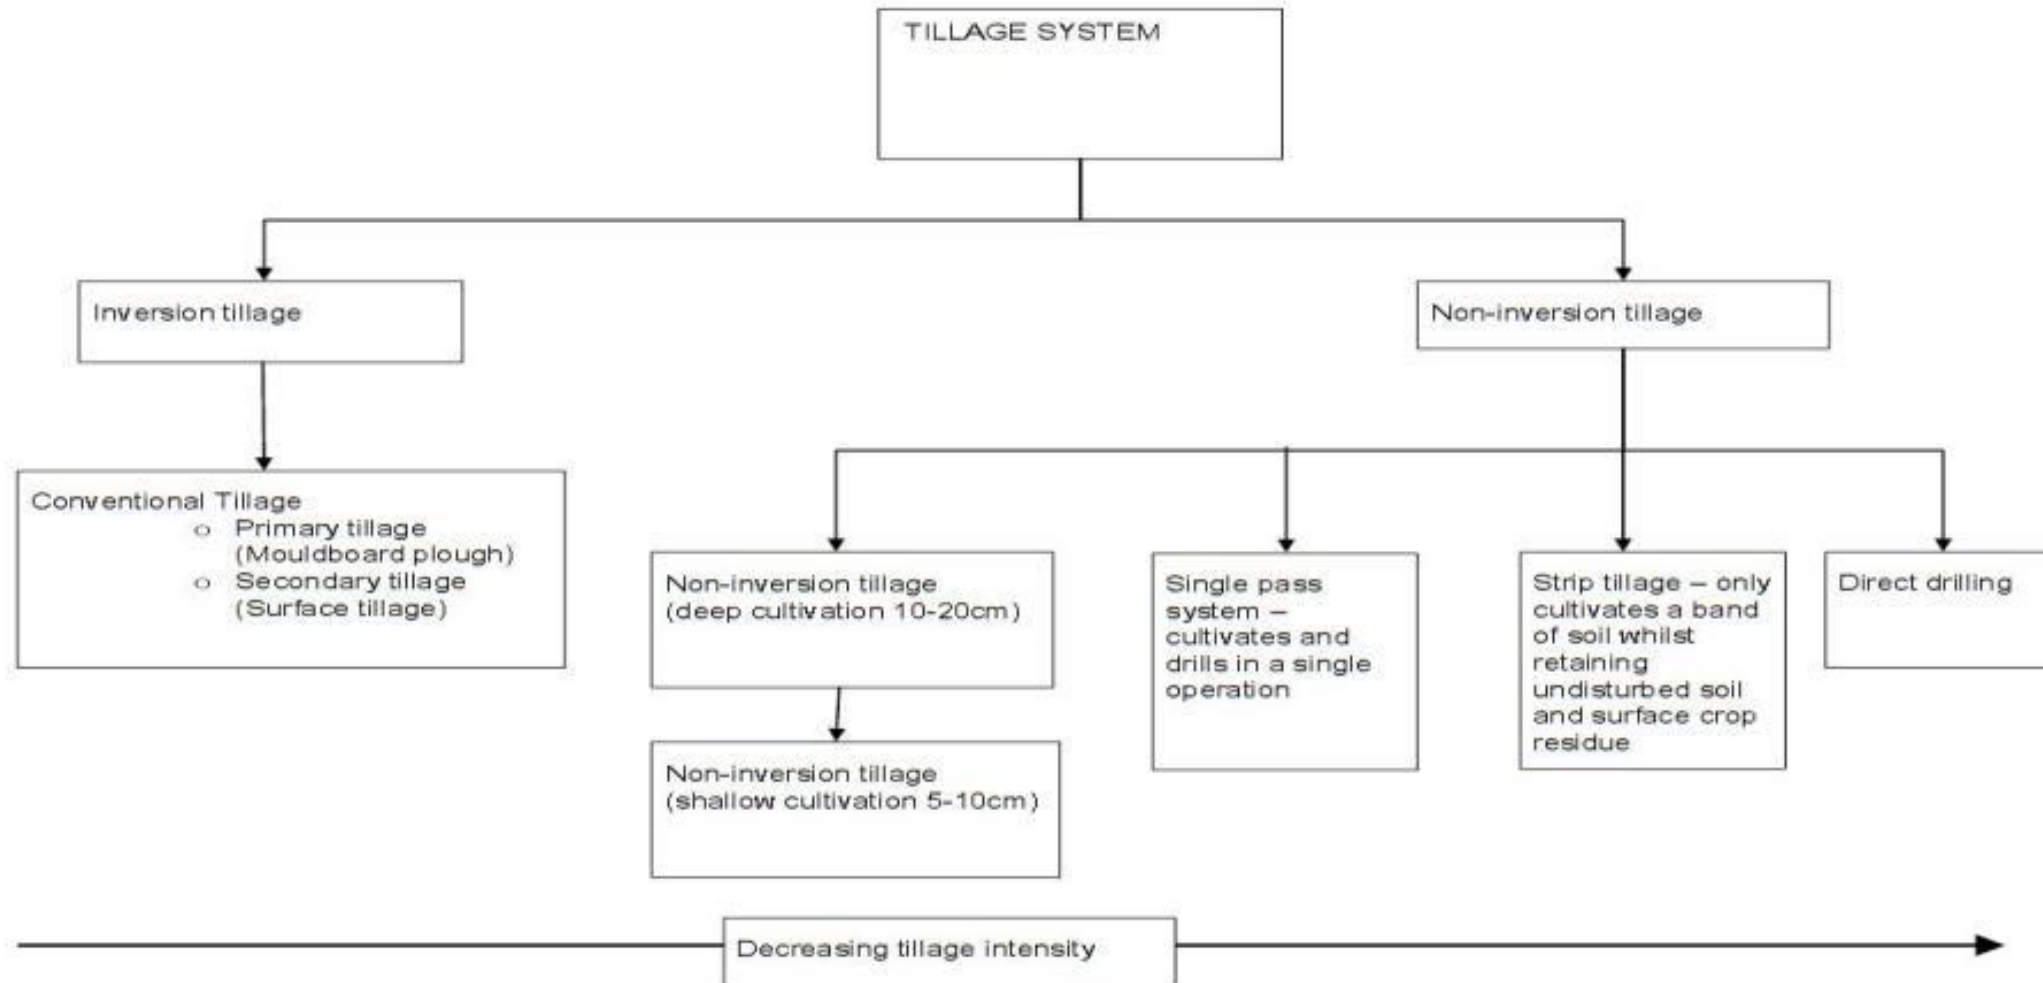 TILLAGE SYSTEM
Inversion tillage
Non-inversion tillage
Conventional Tillage
o Primary tillage
(Mouldboard plough)
o Secondary tillage
(Surface tillage)
Non-inversion tillage
(deep cultivation 10-20cm)
Non-inversion tillage
(shallow cultivation 5-10cm)
Single pass
system –
cultivates and
drills in a single
operation
Strip tillage – only
cultivates a band
of soil whilst
retaining
undisturbed soil
and surface crop
residue
Direct drilling
Decreasing tillage intensity